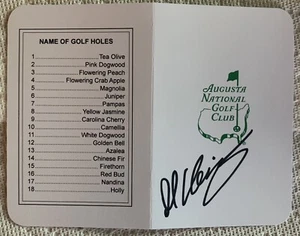 NAME OF GOLF HOLES
1 Tea Olive
2 Pink Dogwood
3 Flowering Peach
4 Flowering Crab Apple
5 Magnolia
6 Juniper
7 Pampas
8 Yellow Jasmine
9 Carolina Cherry
10 Camellia
11 White Dogwood
12 Golden Bell
13 Azalea
14 Chinese Fir
15 Firethorn
16 Red Bud
17 Nandina
18 Holly
AUGUSTA
NATIONAL
GOLF
CLUB